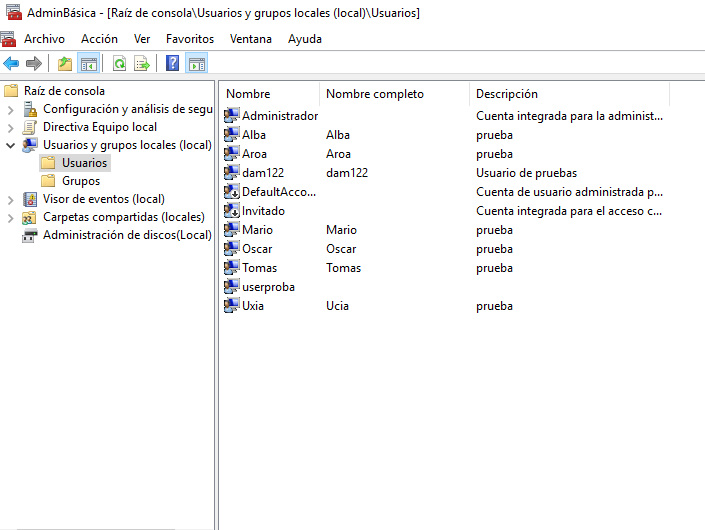 AdminBásica - [Raíz de consola\Usuarios y grupos locales (local)\Usuarios]
Archivo Acción Ver Favoritos Ventana Ayuda
Raíz de consola
Configuración y análisis de segu
Directiva Equipo local
Usuarios y grupos locales (local)
Usuarios
Grupos
Visor de eventos (local)
Carpetas compartidas (locales)
Administración de discos(Local)
Nombre Nombre completo Descripción
Administrador Cuenta integrada para la administ...
Alba Alba prueba
Aroa Aroa prueba
dam122 dam122 Usuario de pruebas
DefaultAcco... Cuenta de usuario administrada p...
Invitado Cuenta integrada para el acceso c...
Mario Mario prueba
Oscar Oscar prueba
Tomas Tomas prueba
userproba
Uxia Ucia prueba